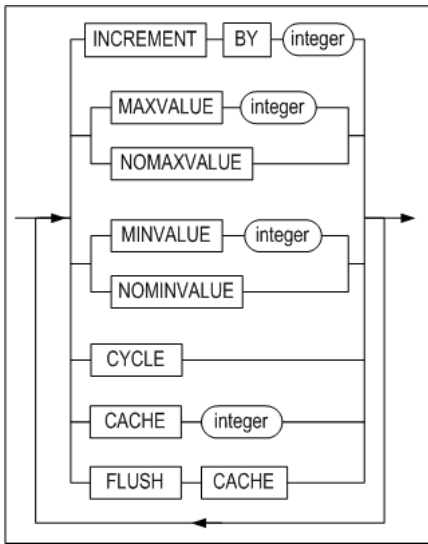 INCREMENT BY integer
MAXVALUE integer
NOMAXVALUE
MINVALUE integer
NOMINVALUE
CYCLE
CACHE integer
FLUSH CACHE